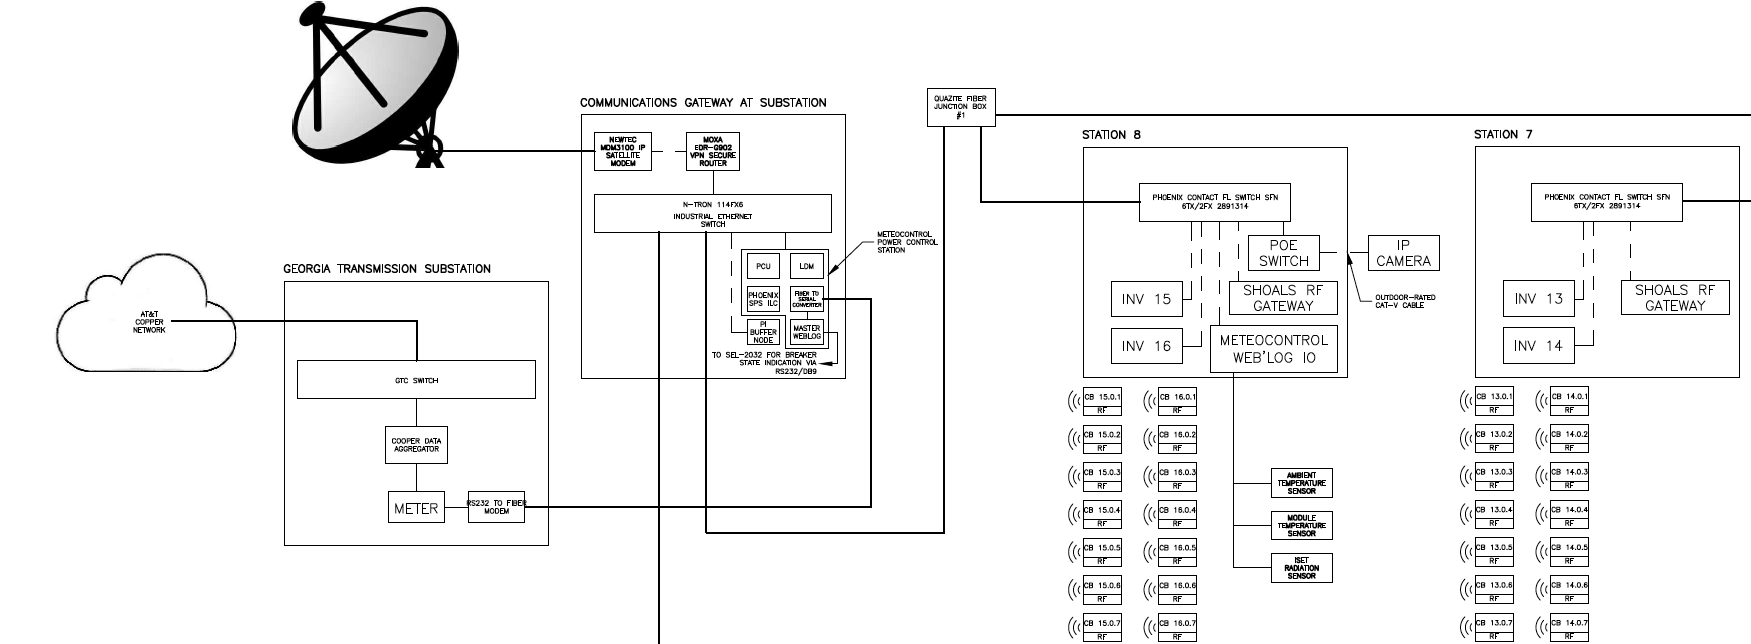 COMMUNICATIONS GATEWAY AT SUBSTATION
NEWTEC
MDM3100 IP
SATELLITE
MODEM
MOXA
EDR-G902
VPN SECURE
ROUTER
N-TRON 114FX6
INDUSTRIAL ETHERNET
SWITCH
PCU
LDM
PHOENIX
SPS ILC
FIBER TO
SERIAL
CONVERTER
PI
BUFFER
NODE
MASTER
WEBLOG
TO SEL-2032 FOR BREAKER
STATE INDICATION VIA
RS232/DB9
METEOCONTROL
POWER CONTROL
STATION
AT&T
COPPER
NETWORK
GEORGIA TRANSMISSION SUBSTATION
GTC SWITCH
COOPER DATA
AGGREGATOR
METER
RS232 TO FIBER
MODEM
QUAZITE FIBER
JUNCTION BOX
#1
STATION 8
PHOENIX CONTACT FL SWITCH SFN
6TX/2FX 2891314
POE
SWITCH
IP
CAMERA
OUTDOOR-RATED
CAT-V CABLE
INV 15
SHOALS RF
GATEWAY
INV 16
METEOCONTROL
WEB'LOG IO
CB 15.0.1
RF
CB 16.0.1
RF
CB 15.0.2
RF
CB 16.0.2
RF
CB 15.0.3
RF
CB 16.0.3
RF
CB 15.0.4
RF
CB 16.0.4
RF
CB 15.0.5
RF
CB 16.0.5
RF
CB 15.0.6
RF
CB 16.0.6
RF
CB 15.0.7
RF
CB 16.0.7
RF
AMBIENT
TEMPERATURE
SENSOR
MODULE
TEMPERATURE
SENSOR
ISET
RADIATION
SENSOR
STATION 7
PHOENIX CONTACT FL SWITCH SFN
6TX/2FX 2891314
INV 13
SHOALS RF
GATEWAY
INV 14
CB 13.0.1
RF
CB 14.0.1
RF
CB 13.0.2
RF
CB 14.0.2
RF
CB 13.0.3
RF
CB 14.0.3
RF
CB 13.0.4
RF
CB 14.0.4
RF
CB 13.0.5
RF
CB 14.0.5
RF
CB 13.0.6
RF
CB 14.0.6
RF
CB 13.0.7
RF
CB 14.0.7
RF